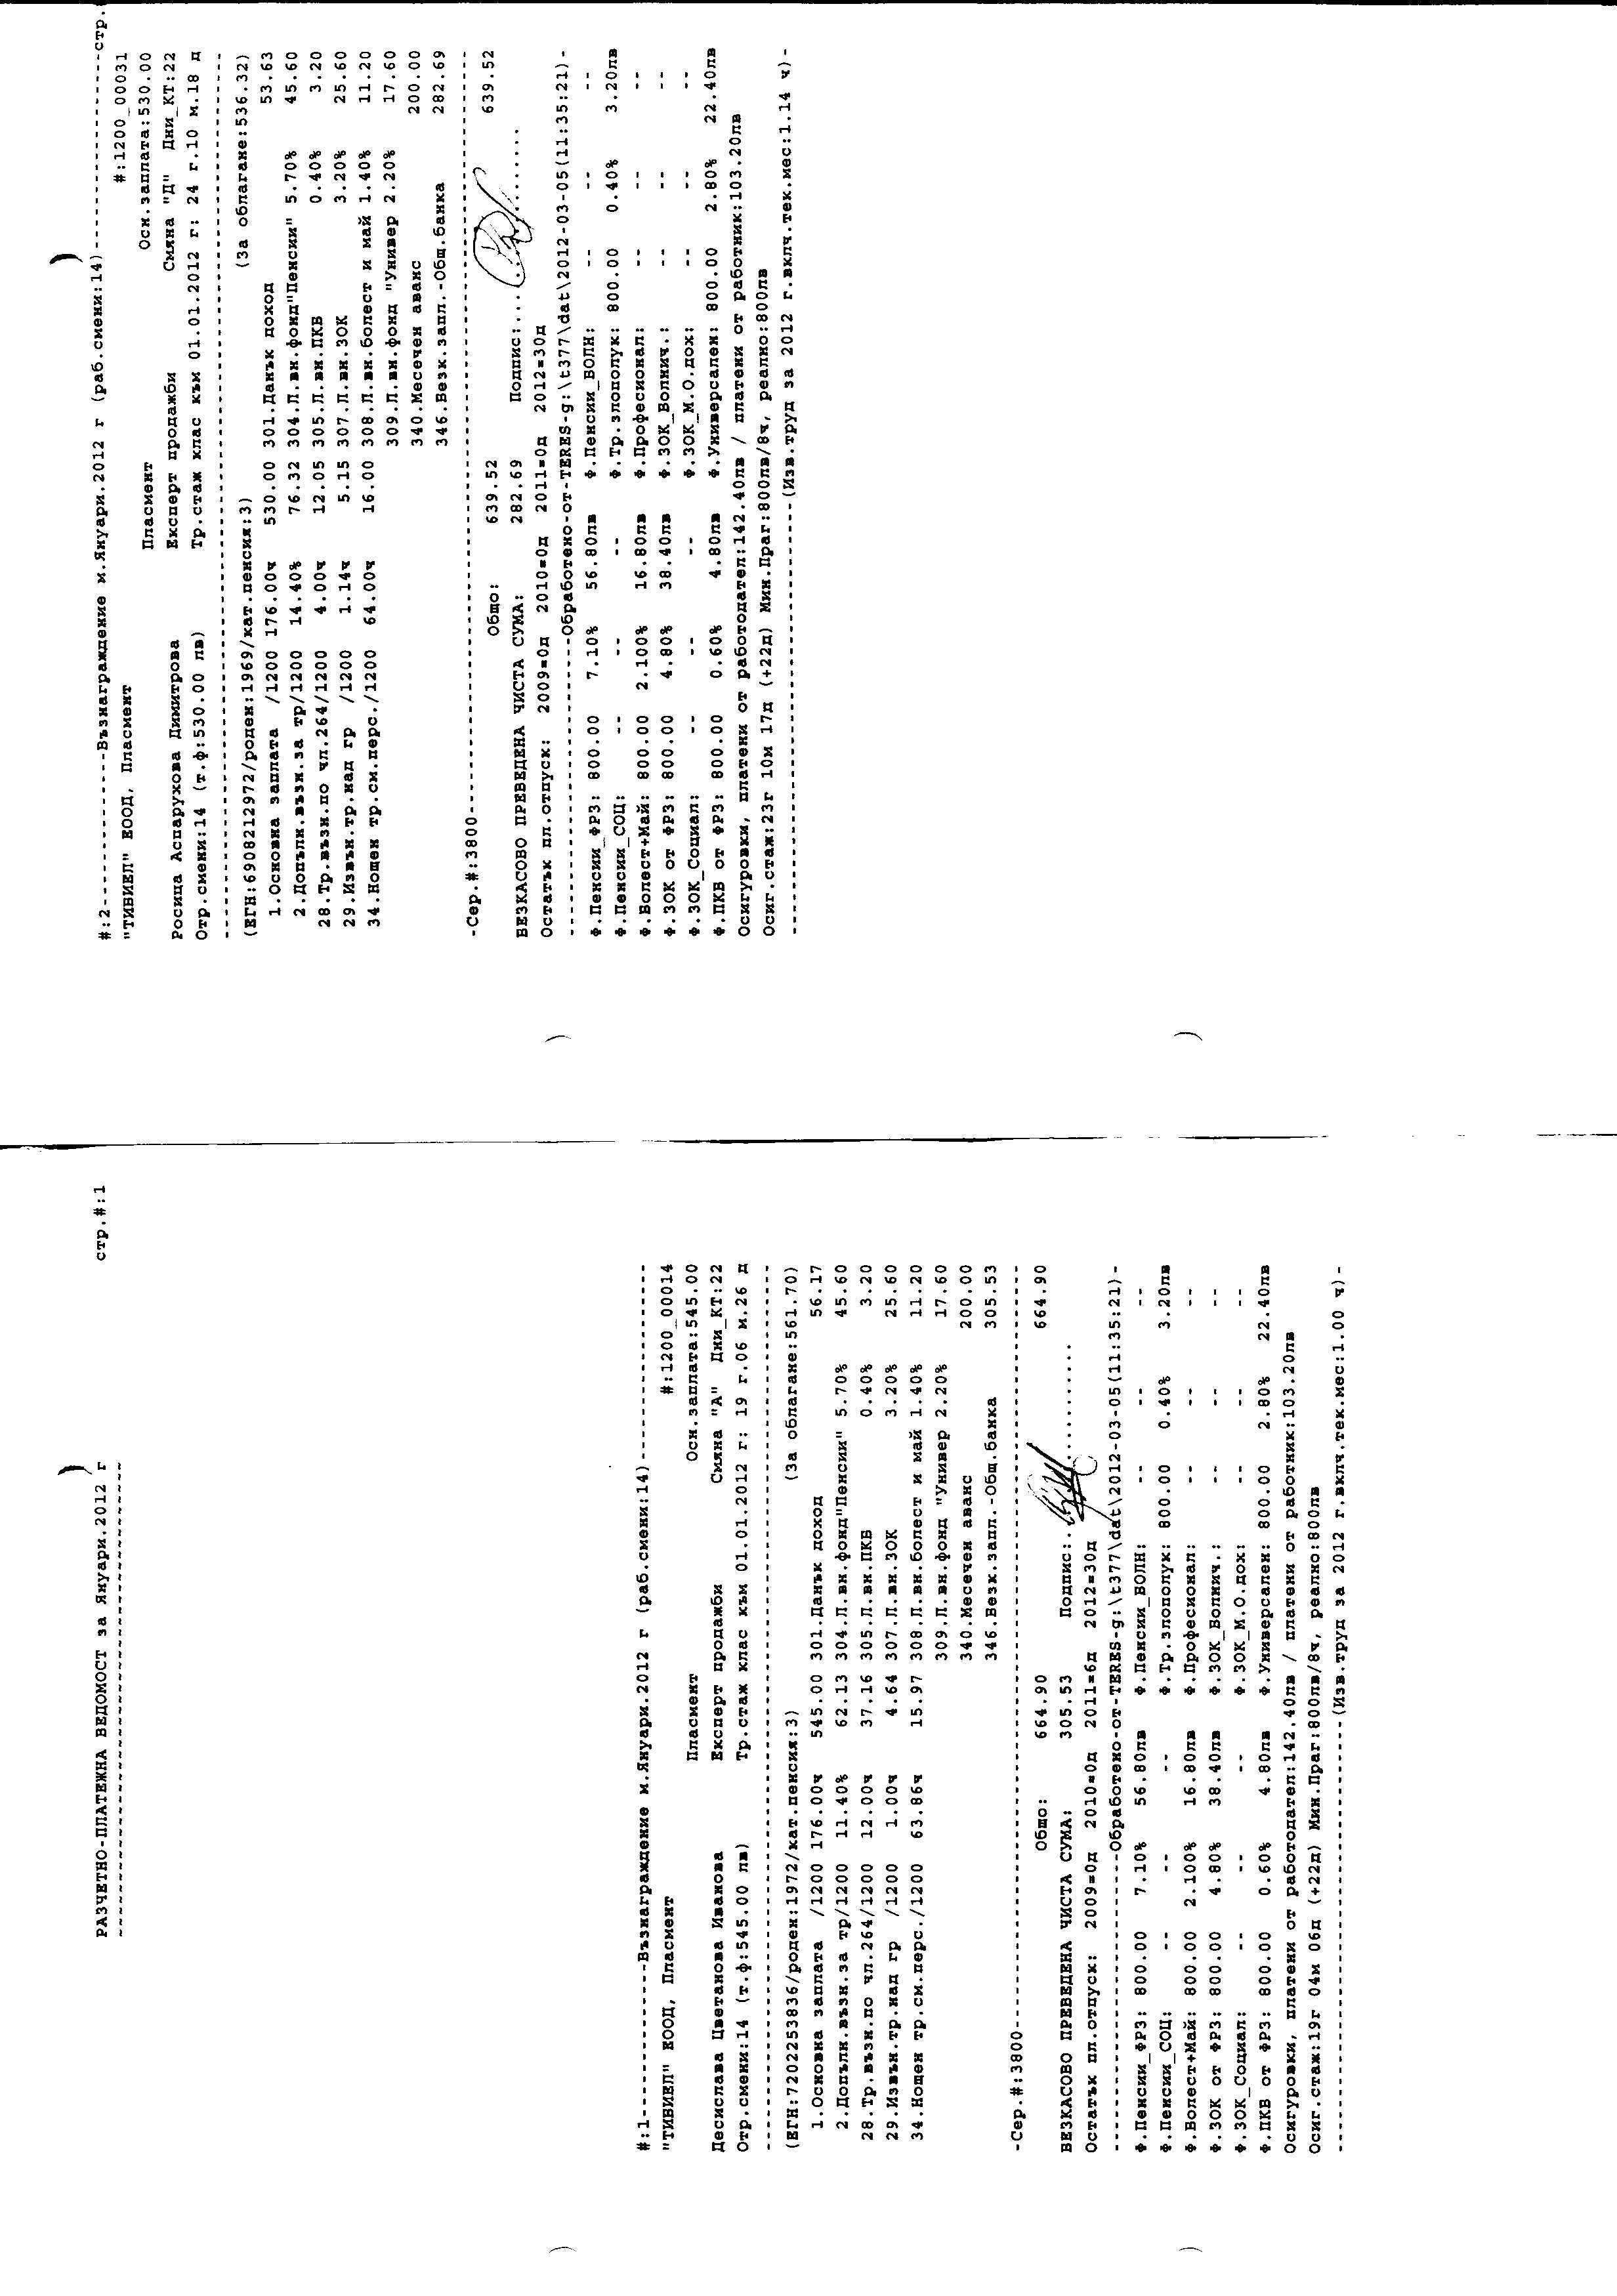 РАЗЧЕТНО-ПЛАТЕЖНА ВЕДОМОСТ за Януари.2012 г стр.#:1
~~~~~~~~~~~~~~~~~~~~~~~~~~~~~~~~~~~~~~~~~~~
#:1-------------Възнаграждение м.Януари.2012 г (раб.смени:14)-----------------
"ТИВИЕЛ" ЕООД, Пласмент #:1200_00014
Пласмент Осн.заплата:545.00
Десислава Цветанова Иванова Експерт продажби Смяна "А" Дни_КТ:22
Отр.смени:14 (т.ф:545.00 лв) Тр.стаж клас към 01.01.2012 г: 19 г.06 м.26 д
------------------------------------------------------------------------------
(ЕГН:7202253836/роден:1972/кат.пенсия:3) (За облагане:561.70)
1.Основна заплата /1200 176.00ч 545.00 301.Данък доход 56.17
2.Допълн.възн.за тр/1200 11.40% 62.13 304.Л.вн.фонд"Пенсии" 5.70% 45.60
28.Тр.възн.по чл.264/1200 12.00ч 37.16 305.Л.вн.ПКБ 0.40% 3.20
29.Извън.тр.над гр /1200 1.00ч 4.64 307.Л.вн.ЗОК 3.20% 25.60
34.Нощен тр.см.перс./1200 63.86ч 15.97 308.Л.вн.болест и май 1.40% 11.20
309.Л.вн.фонд "Универ 2.20% 17.60
340.Месечен аванс 200.00
346.Безк.запл.-Общ.банка 305.53
-Сер.#:3800-------------------------------------------------------------------
Общо: 664.90 664.90
БЕЗКАСОВО ПРЕВЕДЕНА ЧИСТА СУМА: 305.53 Подпис:..............
Остатък пл.отпуск: 2009=0д 2010=0д 2011=6д 2012=30д
--------------------------Обработено-от-TERES-g:\t377\dat\2012-03-05(11:35:21)-
Ф.Пенсии_ФРЗ: 800.00 7.10% 56.80лв Ф.Пенсии_ВОЛН: -- --
Ф.Пенсии_СОЦ: -- -- -- Ф.Тр.злополук: 800.00 0.40% 3.20лв
Ф.Болест+Май: 800.00 2.100% 16.80лв Ф.Професионал: -- -- --
Ф.ЗОК от ФРЗ: 800.00 4.80% 38.40лв Ф.ЗОК_Болнич.: -- -- --
Ф.ЗОК_Социал: -- -- -- Ф.ЗОК_М.О.дох: -- -- --
Ф.ПКВ от ФРЗ: 800.00 0.60% 4.80лв Ф.Универсален: 800.00 2.80% 22.40лв
Осигуровки, платени от работодател:142.40лв / платени от работник:103.20лв
Осиг.стаж:19г 04м 06д (+22д) Мин.Праг:800лв/8ч, реално:800лв
---------------------------------------(Изв.труд за 2012 г.включ.тек.мес:1.00 ч)-
#:2-------------Възнаграждение м.Януари.2012 г (раб.смени:14)-----------------стр.
"ТИВИЕЛ" ЕООД, Пласмент #:1200_00031
Пласмент Осн.заплата:530.00
Росица Аспарухова Димитрова Експерт продажби Смяна "Д" Дни_КТ:22
Отр.смени:14 (т.ф:530.00 лв) Тр.стаж клас към 01.01.2012 г: 24 г.10 м.18 д
------------------------------------------------------------------------------
(ЕГН:6908212972/роден:1969/кат.пенсия:3) (За облагане:536.32)
1.Основна заплата /1200 176.00ч 530.00 301.Данък доход 53.63
2.Допълн.възн.за тр/1200 14.40% 76.32 304.Л.вн.фонд"Пенсии" 5.70% 45.60
28.Тр.възн.по чл.264/1200 4.00ч 12.05 305.Л.вн.ПКБ 0.40% 3.20
29.Извън.тр.над гр /1200 1.14ч 5.15 307.Л.вн.ЗОК 3.20% 25.60
34.Нощен тр.см.перс./1200 64.00ч 16.00 308.Л.вн.болест и май 1.40% 11.20
309.Л.вн.фонд "Универ 2.20% 17.60
340.Месечен аванс 200.00
346.Безк.запл.-Общ.банка 282.69
-Сер.#:3800-------------------------------------------------------------------
Общо: 639.52 639.52
БЕЗКАСОВО ПРЕВЕДЕНА ЧИСТА СУМА: 282.69 Подпис:..............
Остатък пл.отпуск: 2009=0д 2010=0д 2011=0д 2012=30д
--------------------------Обработено-от-TERES-g:\t377\dat\2012-03-05(11:35:21)-
Ф.Пенсии_ФРЗ: 800.00 7.10% 56.80лв Ф.Пенсии_ВОЛН: -- -- --
Ф.Пенсии_СОЦ: -- -- -- Ф.Тр.злополук: 800.00 0.40% 3.20лв
Ф.Болест+Май: 800.00 2.100% 16.80лв Ф.Професионал: -- -- --
Ф.ЗОК от ФРЗ: 800.00 4.80% 38.40лв Ф.ЗОК_Болнич.: -- -- --
Ф.ЗОК_Социал: -- -- -- Ф.ЗОК_М.О.дох: -- -- --
Ф.ПКВ от ФРЗ: 800.00 0.60% 4.80лв Ф.Универсален: 800.00 2.80% 22.40лв
Осигуровки, платени от работодател:142.40лв / платени от работник:103.20лв
Осиг.стаж:23г 10м 17д (+22д) Мин.Праг:800лв/8ч, реално:800лв
---------------------------------------(Изв.труд за 2012 г.включ.тек.мес:1.14 ч)-